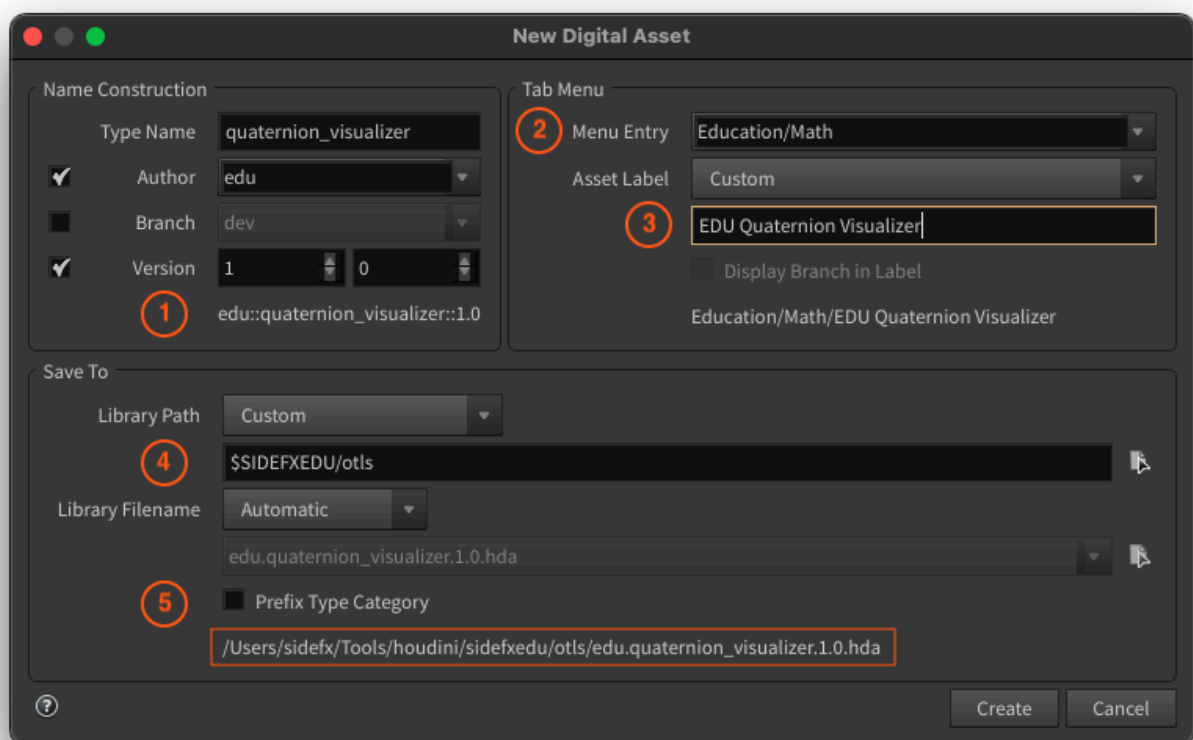 New Digital Asset
Name Construction
Type Name quaternion_visualizer
Author edu
Branch dev
Version 1 0
1 edu::quaternion_visualizer::1.0
Tab Menu
2 Menu Entry Education/Math
Asset Label Custom
3 EDU Quaternion Visualizer
Display Branch in Label
Education/Math/EDU Quaternion Visualizer
Save To
Library Path Custom
4 $SIDEFXEDU/otls
Library Filename Automatic
edu.quaternion_visualizer.1.0.hda
5 Prefix Type Category
/Users/sidefx/Tools/houdini/sidefxedu/otls/edu.quaternion_visualizer.1.0.hda
? Create Cancel